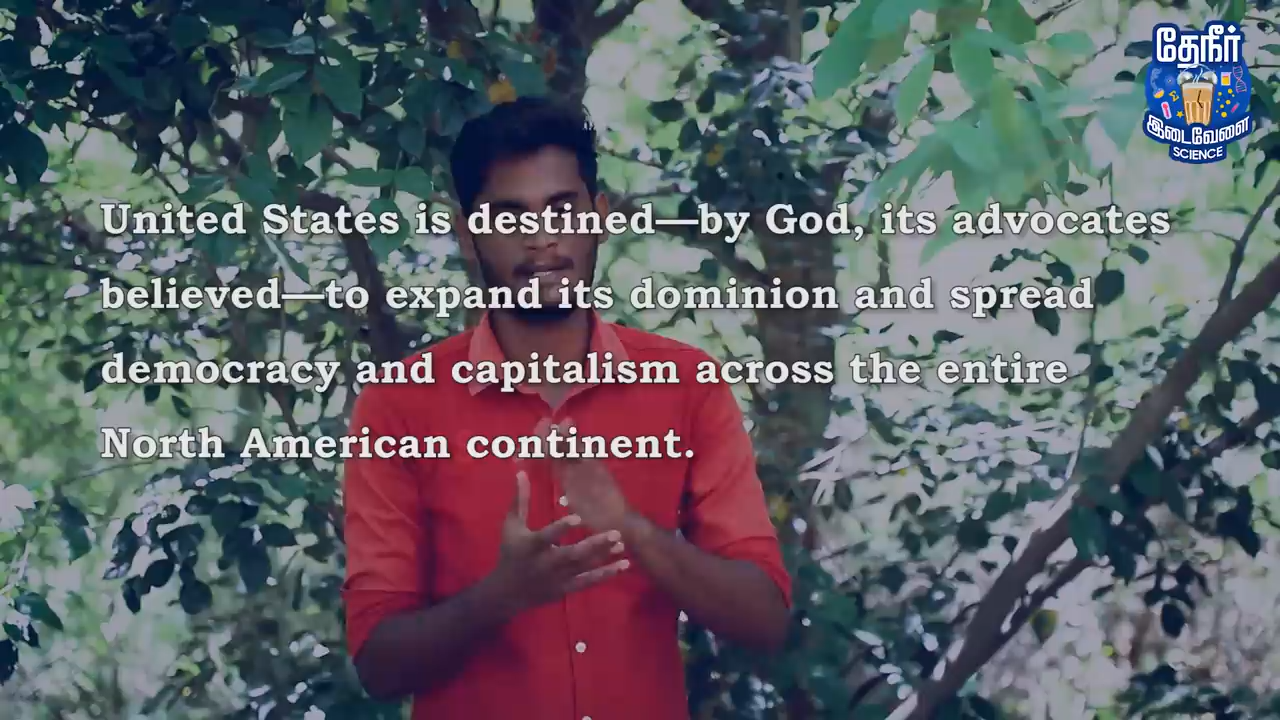 தேநீர்
இடைவேளை
SCIENCE
United States is destined—by God, its advocates
believed—to expand its dominion and spread
democracy and capitalism across the entire
North American continent.